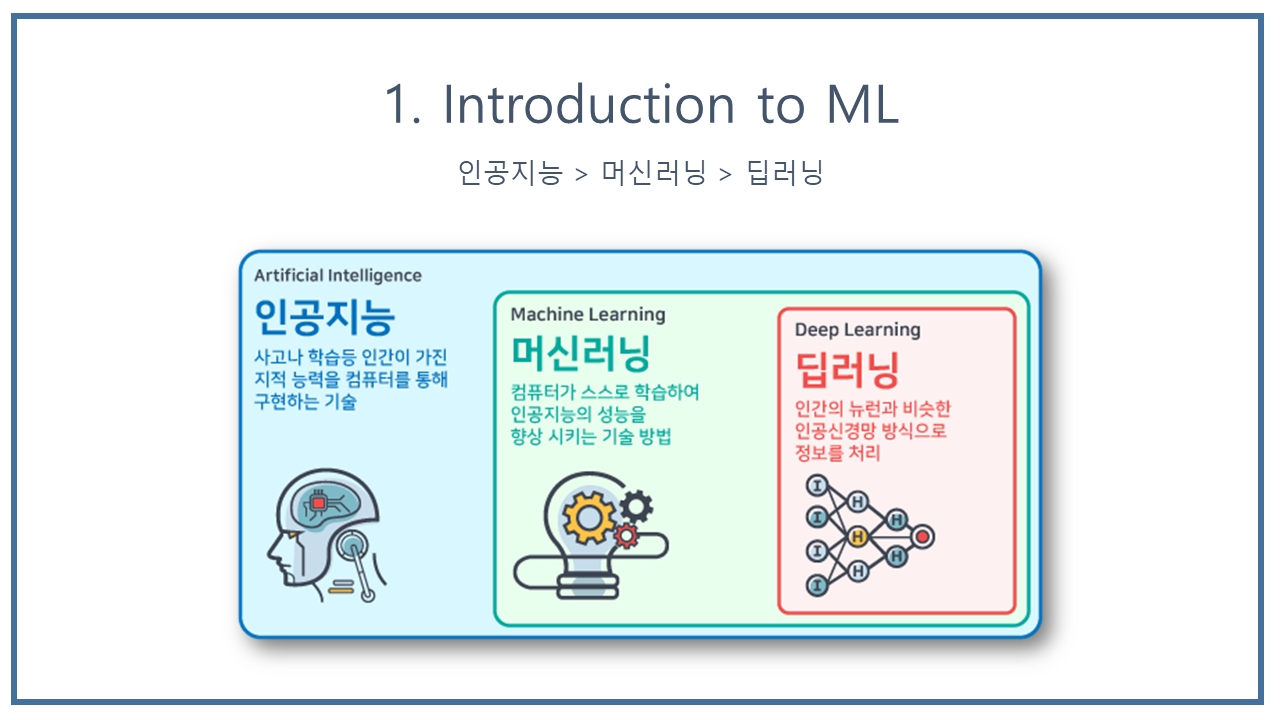 1. Introduction to ML
인공지능 > 머신러닝 > 딥러닝
Artificial Intelligence
인공지능
사고나 학습등 인간이 가진
지적 능력을 컴퓨터를 통해
구현하는 기술
Machine Learning
머신러닝
컴퓨터가 스스로 학습하여
인공지능의 성능을
향상 시키는 기술 방법
Deep Learning
딥러닝
인간의 뉴런과 비슷한
인공신경망 방식으로
정보를 처리
I
H
I
H
H
I
H
H
I